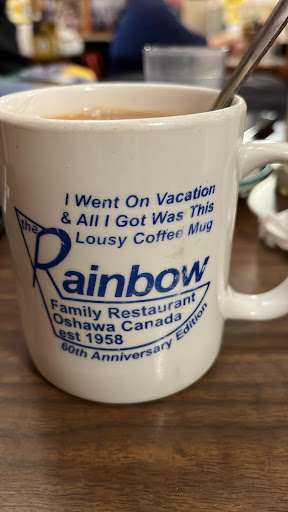 I Went On Vacation
& All I Got Was This
Lousy Coffee Mug
the
Rainbow
Family Restaurant
Oshawa Canada
est 1958
60th Anniversary Edition